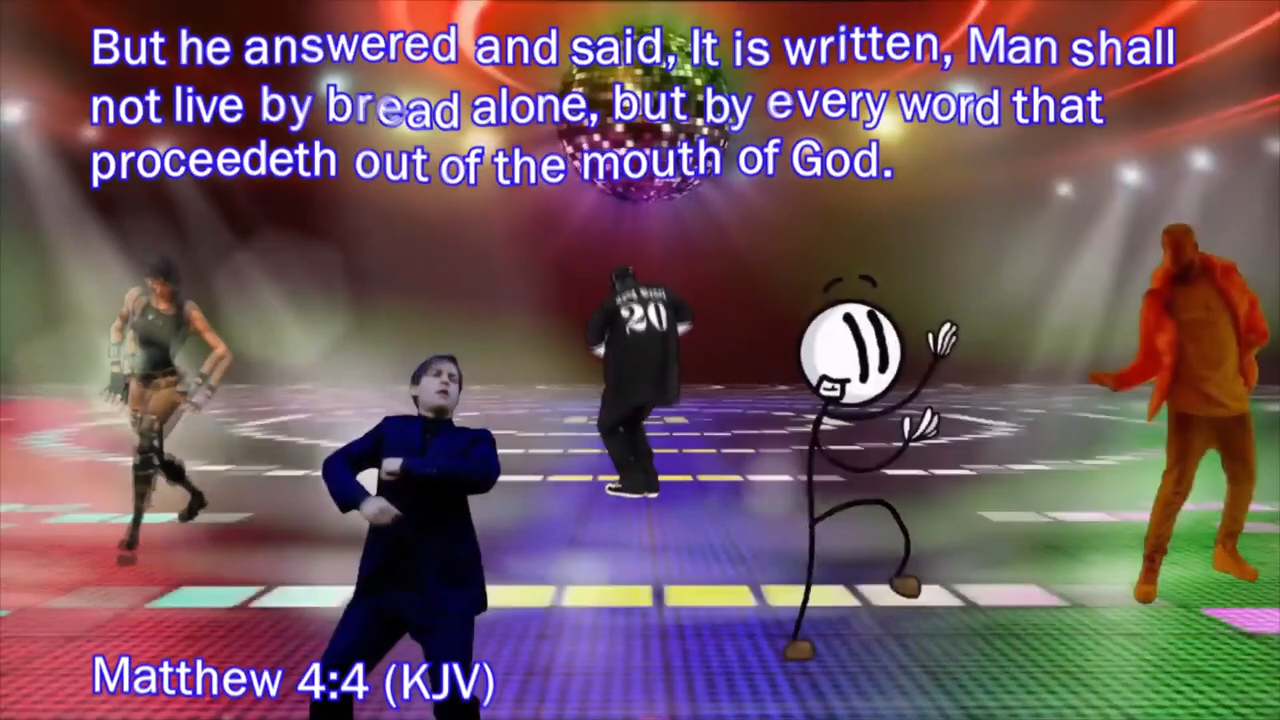 But he answered and said, It is written, Man shall
not live by bread alone, but by every word that
proceedeth out of the mouth of God.
20
Matthew 4:4 (KJV)